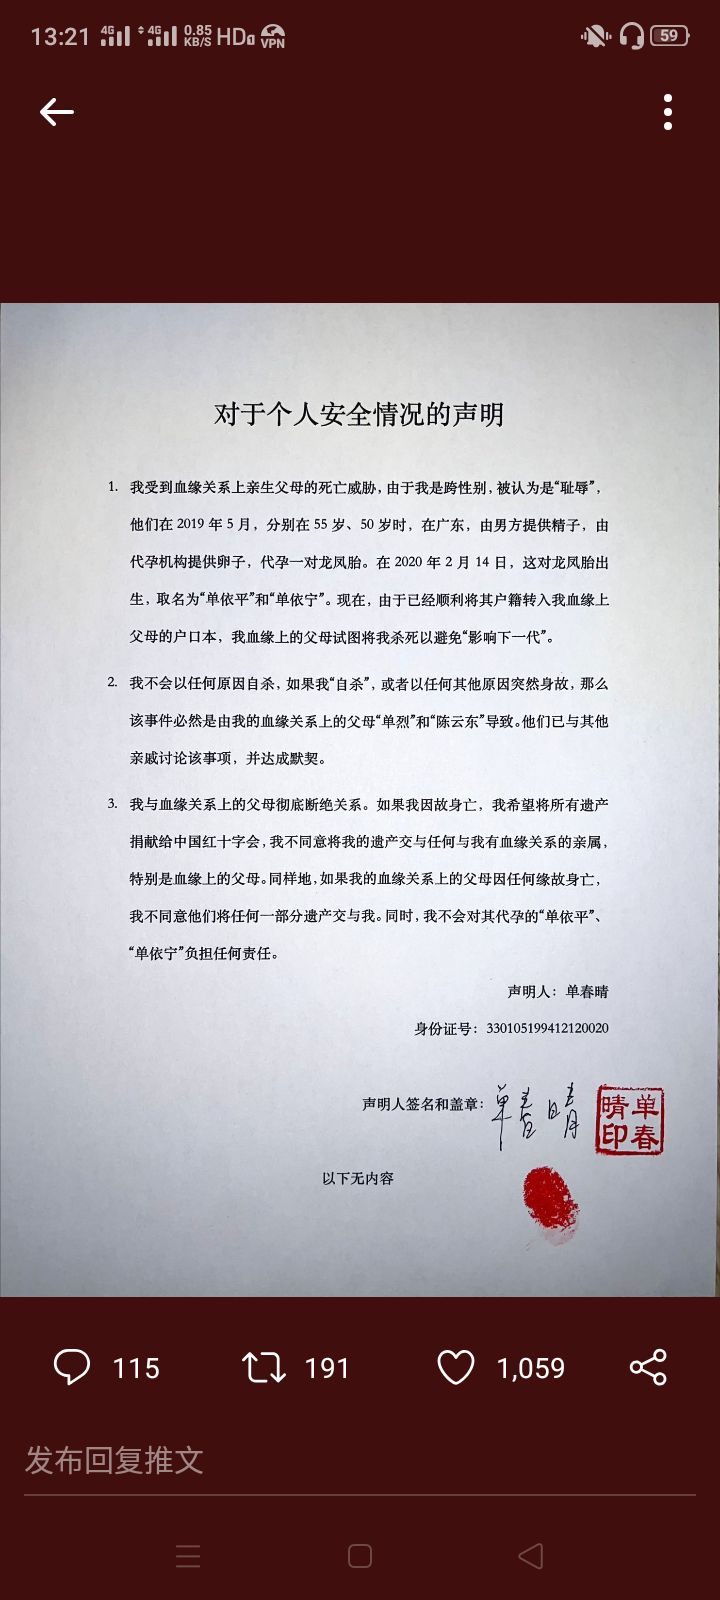 13:21 4G 4G 0.85 KB/S HD VPN 59
对于个人安全情况的声明
1. 我受到血缘关系上亲生父母的死亡威胁，由于我是跨性别，被认为是“耻辱”，
他们在 2019 年 5 月，分别在 55 岁、50 岁时，在广东，由男方提供精子，由
代孕机构提供卵子，代孕一对龙凤胎。在 2020 年 2 月 14 日，这对龙凤胎出
生，取名为“单依平”和“单依宁”。现在，由于已经顺利将其户籍转入我血缘上
父母的户口本，我血缘上的父母试图将我杀死以避免“影响下一代”。
2. 我不会以任何原因自杀，如果我“自杀”，或者以任何其他原因突然身故，那么
该事件必然是由我的血缘关系上的父母“单烈”和“陈云东”导致。他们已与其他
亲戚讨论该事项，并达成默契。
3. 我与血缘关系上的父母彻底断绝关系。如果我因故身亡，我希望将所有遗产
捐献给中国红十字会，我不同意将我的遗产交与任何与我有血缘关系的亲属，
特别是血缘上的父母。同样地，如果我的血缘关系上的父母因任何缘故身亡，
我不同意他们将任何一部分遗产交与我。同时，我不会对其代孕的“单依平”、
“单依宁”负担任何责任。
声明人：单春晴
身份证号：330105199412120020
声明人签名和盖章：单春晴
单春
晴印
以下无内容
115 191 1,059
发布回复推文